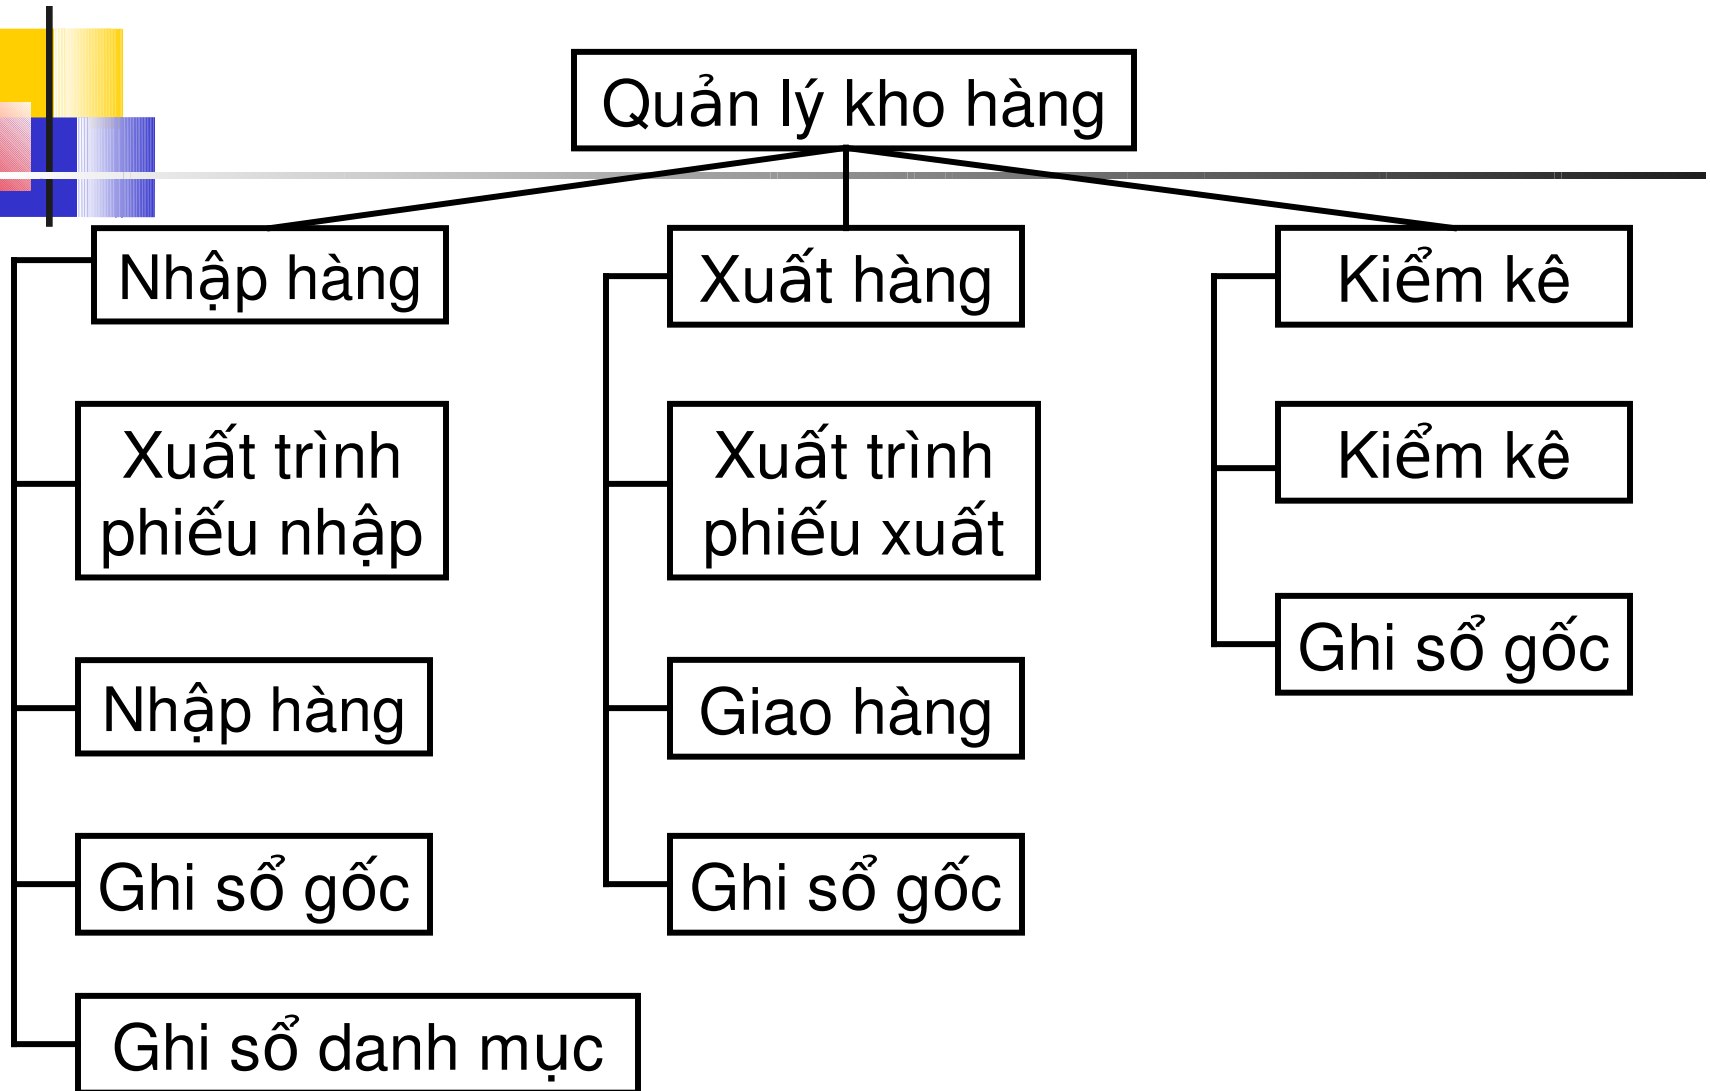 Quản lý kho hàng
Nhập hàng
Xuất trình
phiếu nhập
Nhập hàng
Ghi sổ gốc
Ghi sổ danh mục
Xuất hàng
Xuất trình
phiếu xuất
Giao hàng
Ghi sổ gốc
Kiểm kê
Kiểm kê
Ghi sổ gốc